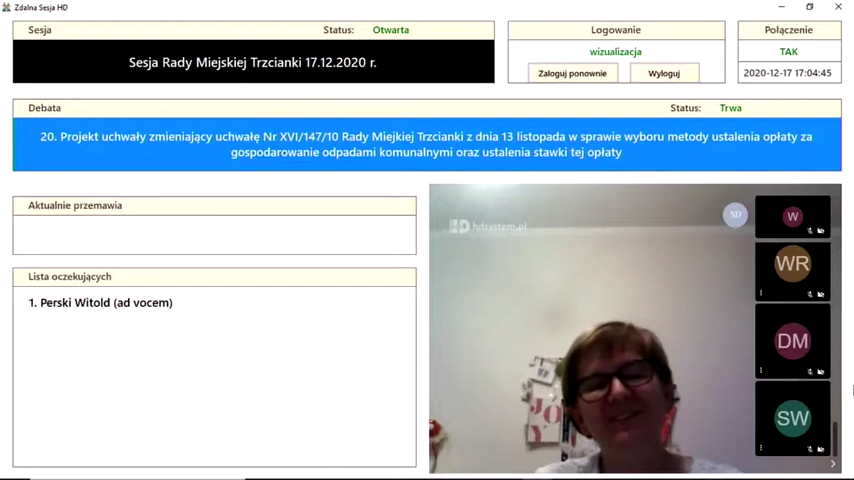 Zdalna Sesja HD
Sesja
Status: Otwarta
Sesja Rady Miejskiej Trzcianki 17.12.2020 r.
Logowanie
wizualizacja
Zaloguj ponownie
Wyloguj
Połączenie
TAK
2020-12-17 17:04:45
Debata
Status: Trwa
20. Projekt uchwały zmieniający uchwałę Nr XVI/147/10 Rady Miejkiej Trzcianki z dnia 13 listopada w sprawie wyboru metody ustalenia opłaty za
gospodarowanie odpadami komunalnymi oraz ustalenia stawki tej opłaty
Aktualnie przemawia
Lista oczekujących
1. Perski Witold (ad vocem)
HD hdsystem.pl
SD
W
WR
DM
SW
JO
Y